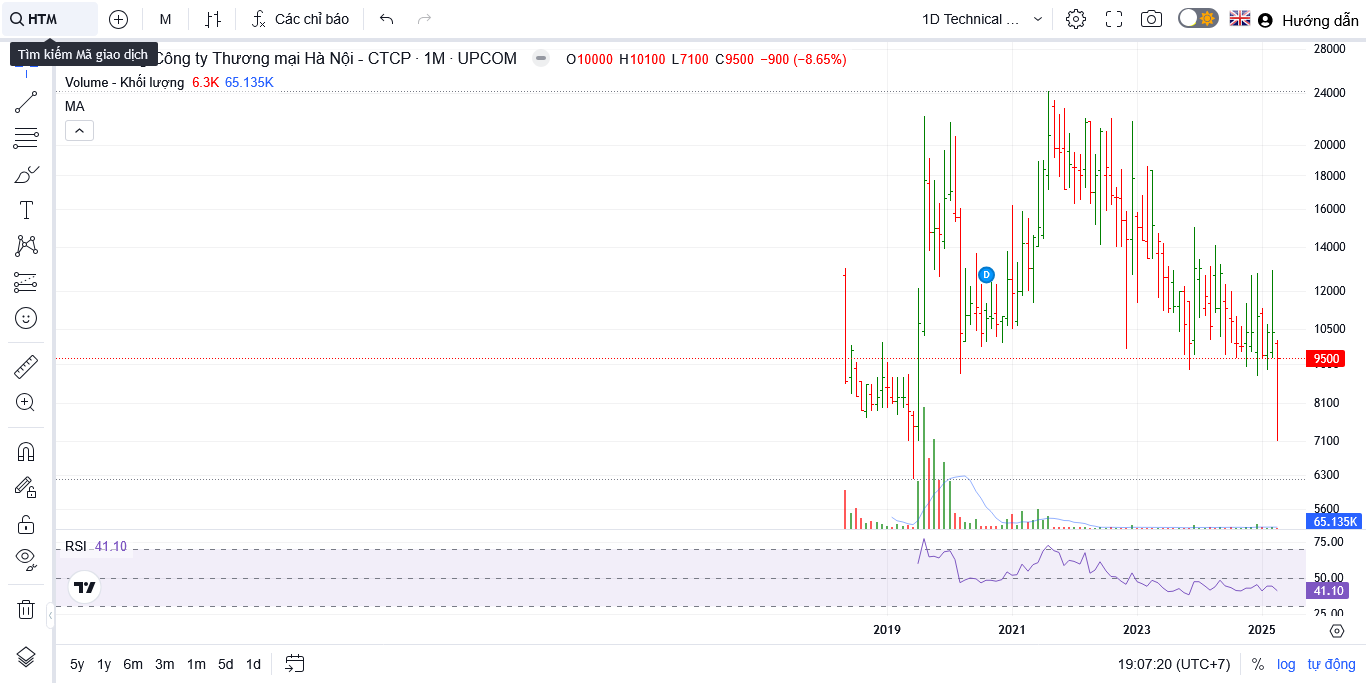 HTM
M
Các chỉ báo
1D Technical ...
Hướng dẫn
Tìm kiếm Mã giao dịch
Công ty Thương mại Hà Nội - CTCP · 1M · UPCOM
O10000 H10100 L7100 C9500 −900 (−8.65%)
Volume - Khối lượng 6.3K 65.135K
MA
28000
24000
20000
18000
16000
14000
12000
10500
9500
8100
7100
6300
5600
65.135K
D
RSI 41.10
75.00
50.00
41.10
25.00
2019 2021 2023 2025
5y 1y 6m 3m 1m 5d 1d
19:07:20 (UTC+7) % log tự động